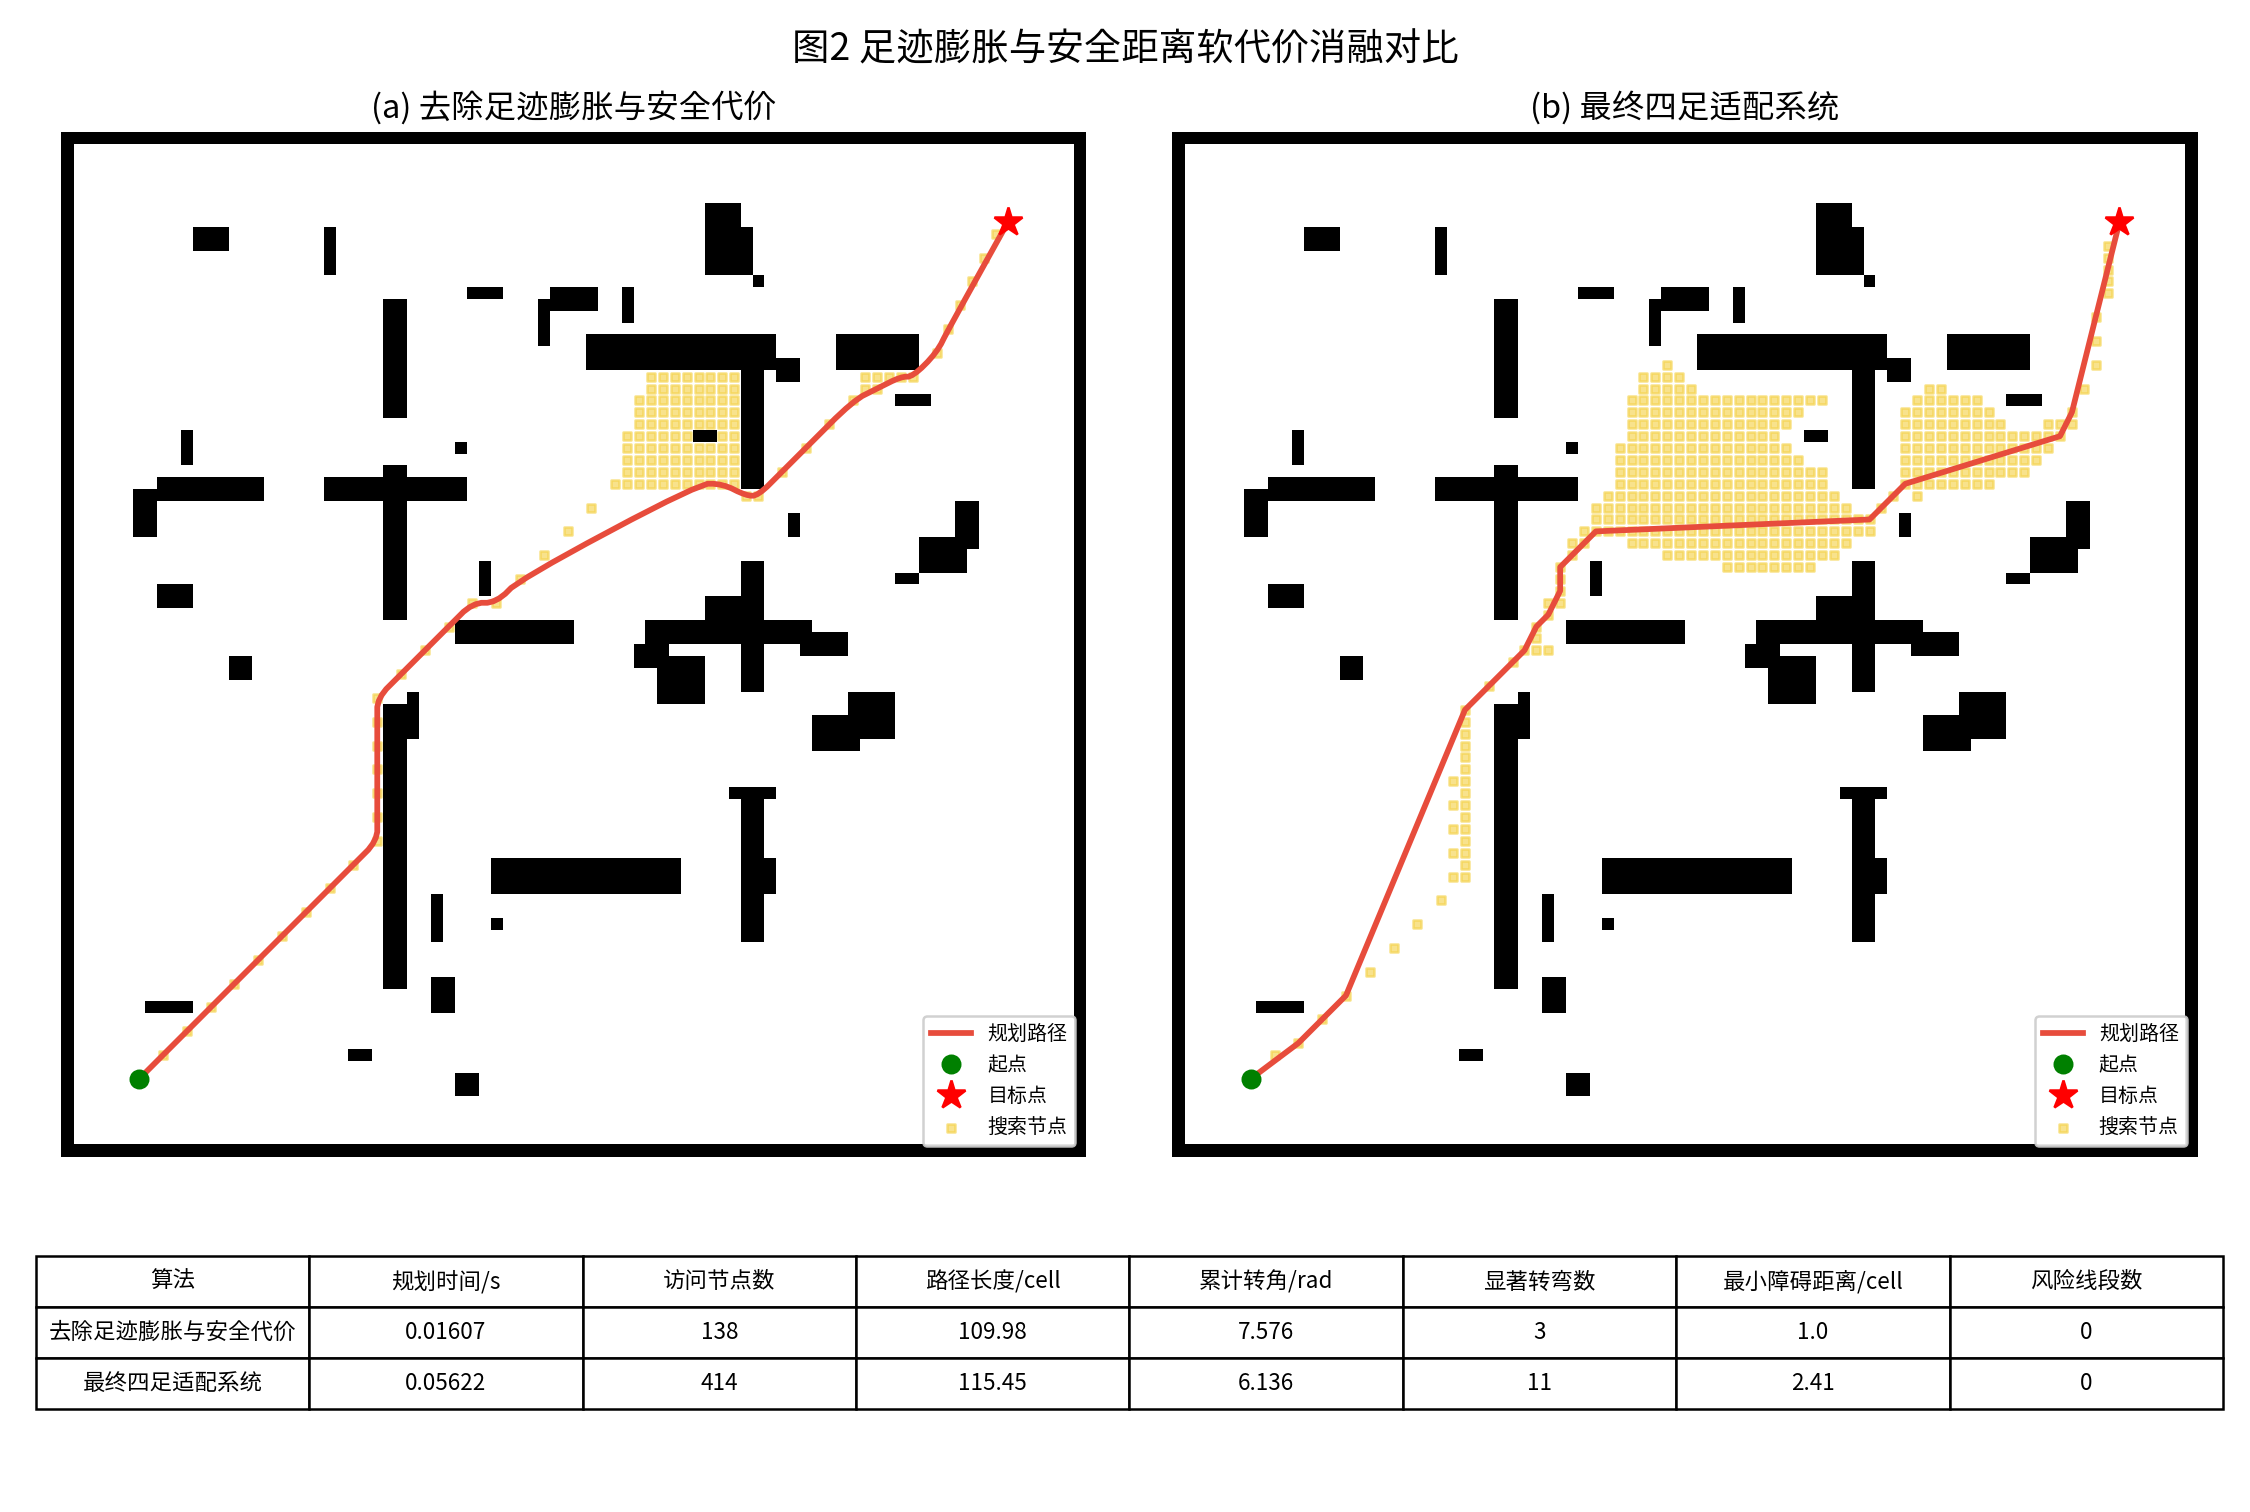 图2 足迹膨胀与安全距离软代价消融对比
(a) 去除足迹膨胀与安全代价
(b) 最终四足适配系统
规划路径
起点
目标点
搜索节点
规划路径
起点
目标点
搜索节点
算法 规划时间/s 访问节点数 路径长度/cell 累计转角/rad 显著转弯数 最小障碍距离/cell 风险线段数
去除足迹膨胀与安全代价 0.01607 138 109.98 7.576 3 1.0 0
最终四足适配系统 0.05622 414 115.45 6.136 11 2.41 0